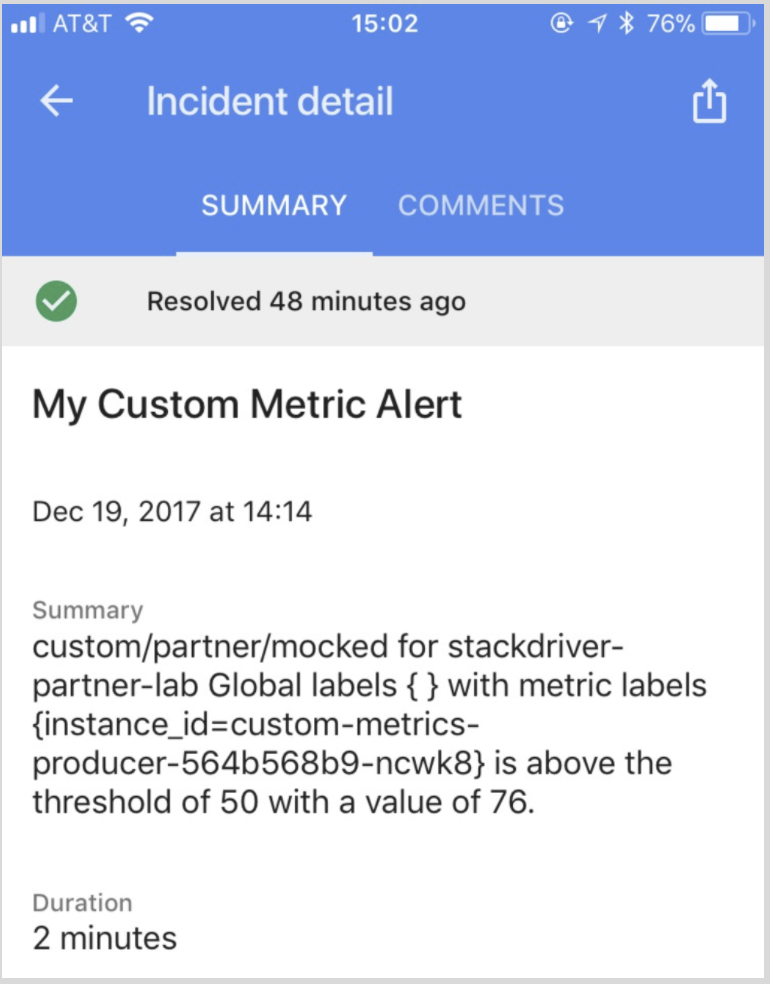 AT&T 15:02 76%
Incident detail
SUMMARY COMMENTS
Resolved 48 minutes ago
My Custom Metric Alert
Dec 19, 2017 at 14:14
Summary
custom/partner/mocked for stackdriver-
partner-lab Global labels { } with metric labels
{instance_id=custom-metrics-
producer-564b568b9-ncwk8} is above the
threshold of 50 with a value of 76.
Duration
2 minutes